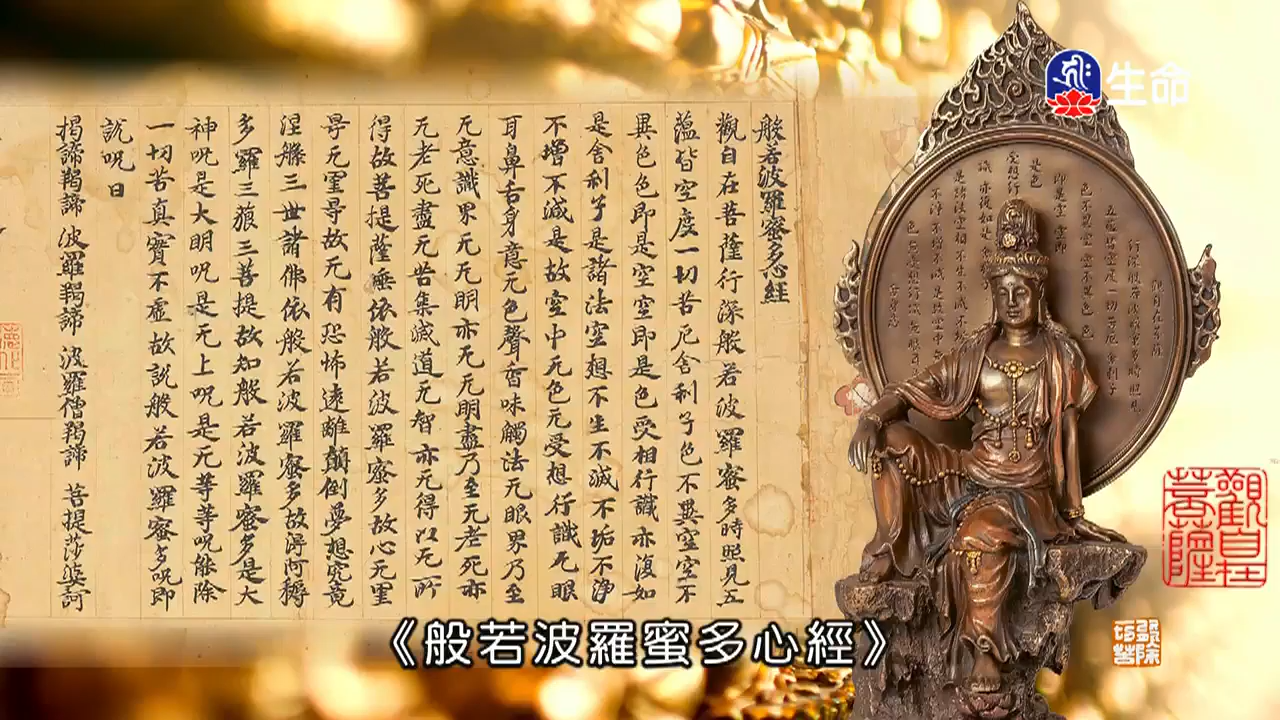 般若波羅蜜多心經
觀自在菩薩行深般若波羅蜜多時照見五
蘊皆空度一切苦厄舍利子色不異空空不
異色色即是空空即是色受相行識亦復如
是舍利子是諸法空想不生不滅不垢不淨
不增不減是故空中无色无受想行識无眼
耳鼻舌身意无色聲香味觸法无眼界乃至
无意識界无无明亦无无明盡乃至无老死亦
无老死盡无苦集滅道无智亦无得以无所
得故菩提薩埵依般若波羅蜜多故心无罣
㝵无罣㝵故无有恐怖遠離顛倒夢想究竟
涅槃三世諸佛依般若波羅蜜多故得阿耨
多羅三藐三菩提故知般若波羅蜜多是大
神呪是大明呪是无上呪是无等等呪能除
一切苦真實不虛故說般若波羅蜜多呪即
說呪曰
揭諦羯諦 波羅羯諦 波羅僧羯諦 菩提莎婆訶
生命
觀自在
菩薩
《般若波羅蜜多心經》